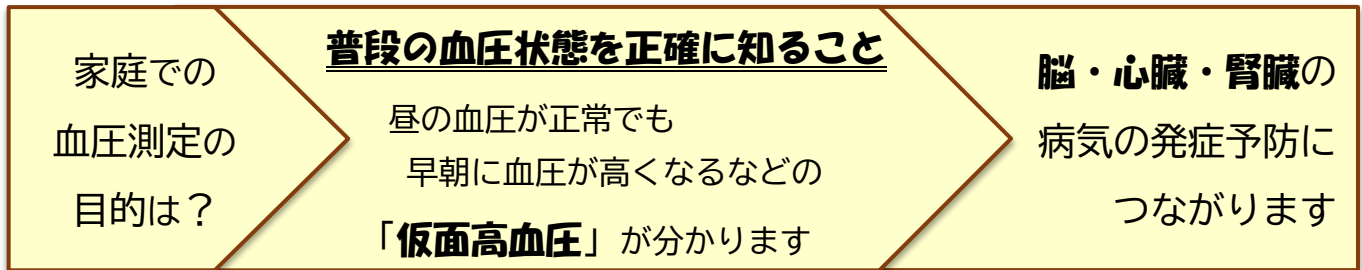 家庭での
血圧測定の
目的は？
普段の血圧状態を正確に知ること
昼の血圧が正常でも
早朝に血圧が高くなるなどの
「仮面高血圧」が分かります
脳・心臓・腎臓の
病気の発症予防に
つながります